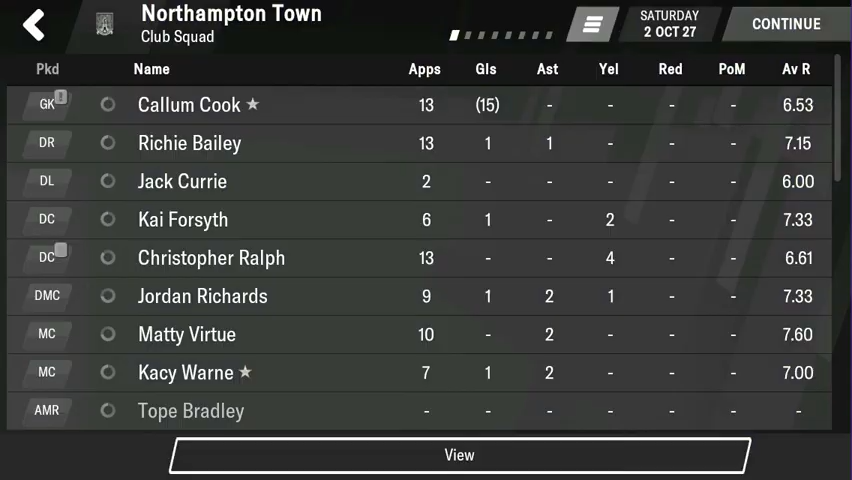 Northampton Town
Club Squad
SATURDAY
2 OCT 27
CONTINUE
Pkd Name Apps Gls Ast Yel Red PoM Av R
GK Callum Cook 13 (15) - - - - 6.53
DR Richie Bailey 13 1 1 - - - 7.15
DL Jack Currie 2 - - - - - 6.00
DC Kai Forsyth 6 1 - 2 - - 7.33
DC Christopher Ralph 13 - - 4 - - 6.61
DMC Jordan Richards 9 1 2 1 - - 7.33
MC Matty Virtue 10 - 2 - - - 7.60
MC Kacy Warne 7 1 2 - - - 7.00
AMR Tope Bradley - - - - - - -
View